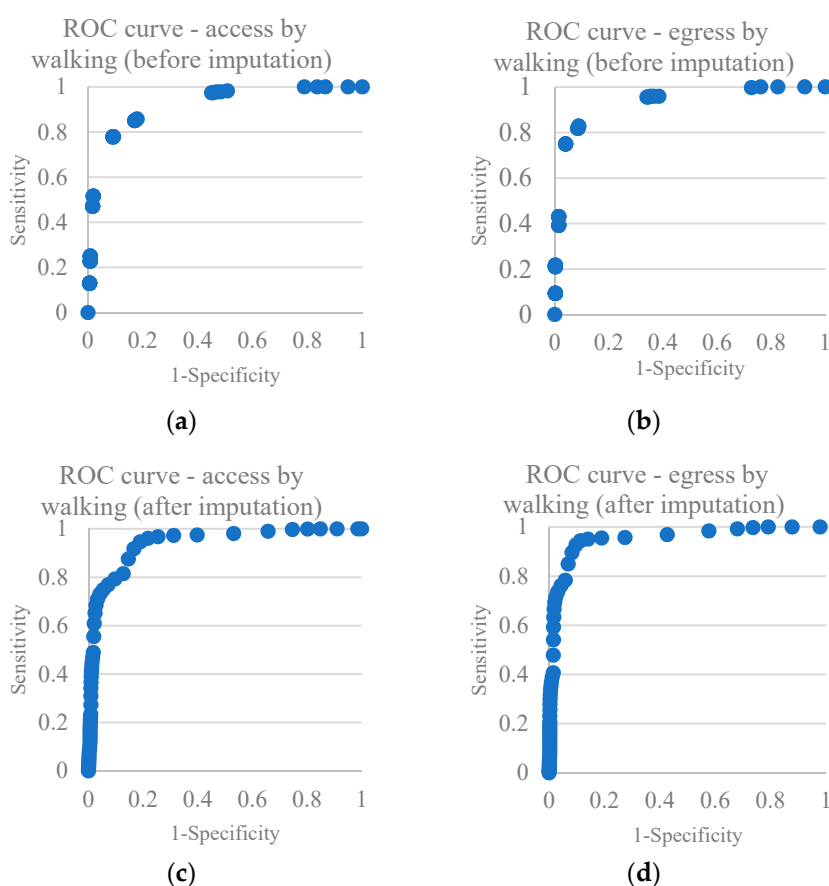 ROC curve - access by
walking (before imputation)
1
0.8
0.6
0.4
0.2
0
Sensitivity
0 0.2 0.4 0.6 0.8 1
1-Specificity
(a)
ROC curve - egress by
walking (before imputation)
1
0.8
0.6
0.4
0.2
0
Sensitivity
0 0.2 0.4 0.6 0.8 1
1-Specificity
(b)
ROC curve - access by
walking (after imputation)
1
0.8
0.6
0.4
0.2
0
Sensitivity
0 0.2 0.4 0.6 0.8 1
1-Specificity
(c)
ROC curve - egress by
walking (after imputation)
1
0.8
0.6
0.4
0.2
0
Sensitivity
0 0.2 0.4 0.6 0.8 1
1-Specificity
(d)